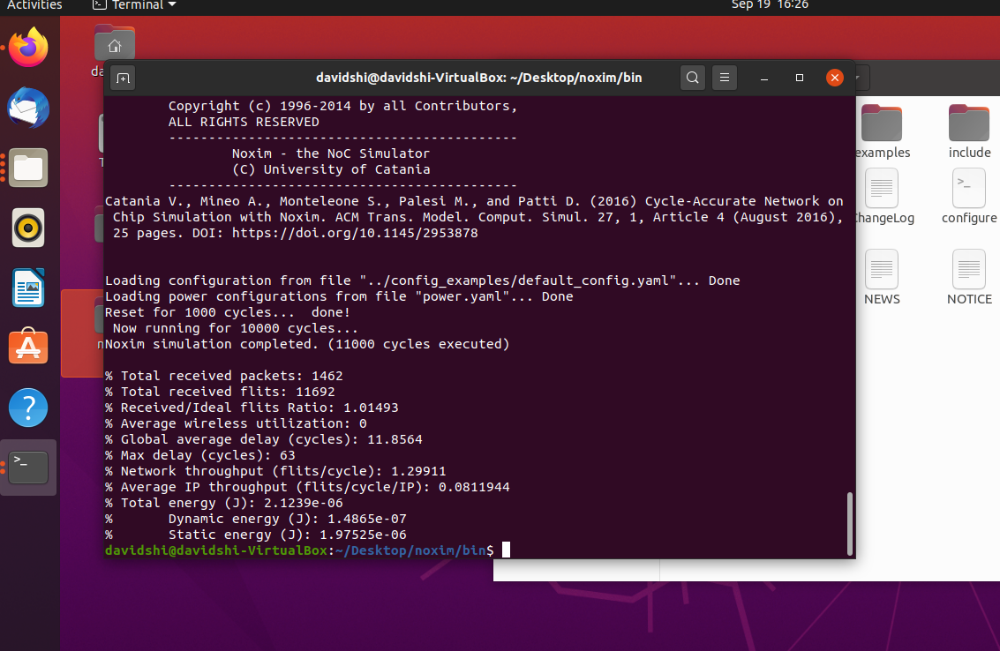 Activities
Terminal
Sep 19 16:26
davidshi@davidshi-VirtualBox: ~/Desktop/noxim/bin
Copyright (c) 1996-2014 by all Contributors,
ALL RIGHTS RESERVED
--------------------------------------------
Noxim - the NoC Simulator
(C) University of Catania
--------------------------------------------
Catania V., Mineo A., Monteleone S., Palesi M., and Patti D. (2016) Cycle-Accurate Network on
Chip Simulation with Noxim. ACM Trans. Model. Comput. Simul. 27, 1, Article 4 (August 2016),
25 pages. DOI: https://doi.org/10.1145/2953878
Loading configuration from file "../config_examples/default_config.yaml"... Done
Loading power configurations from file "power.yaml"... Done
Reset for 1000 cycles...  done!
Now running for 10000 cycles...
Noxim simulation completed. (11000 cycles executed)
% Total received packets: 1462
% Total received flits: 11692
% Received/Ideal flits Ratio: 1.01493
% Average wireless utilization: 0
% Global average delay (cycles): 11.8564
% Max delay (cycles): 63
% Network throughput (flits/cycle): 1.29911
% Average IP throughput (flits/cycle/IP): 0.0811944
% Total energy (J): 2.1239e-06
%       Dynamic energy (J): 1.4865e-07
%       Static energy (J): 1.97525e-06
davidshi@davidshi-VirtualBox:~/Desktop/noxim/bin$
examples
include
ChangeLog
configure
NEWS
NOTICE